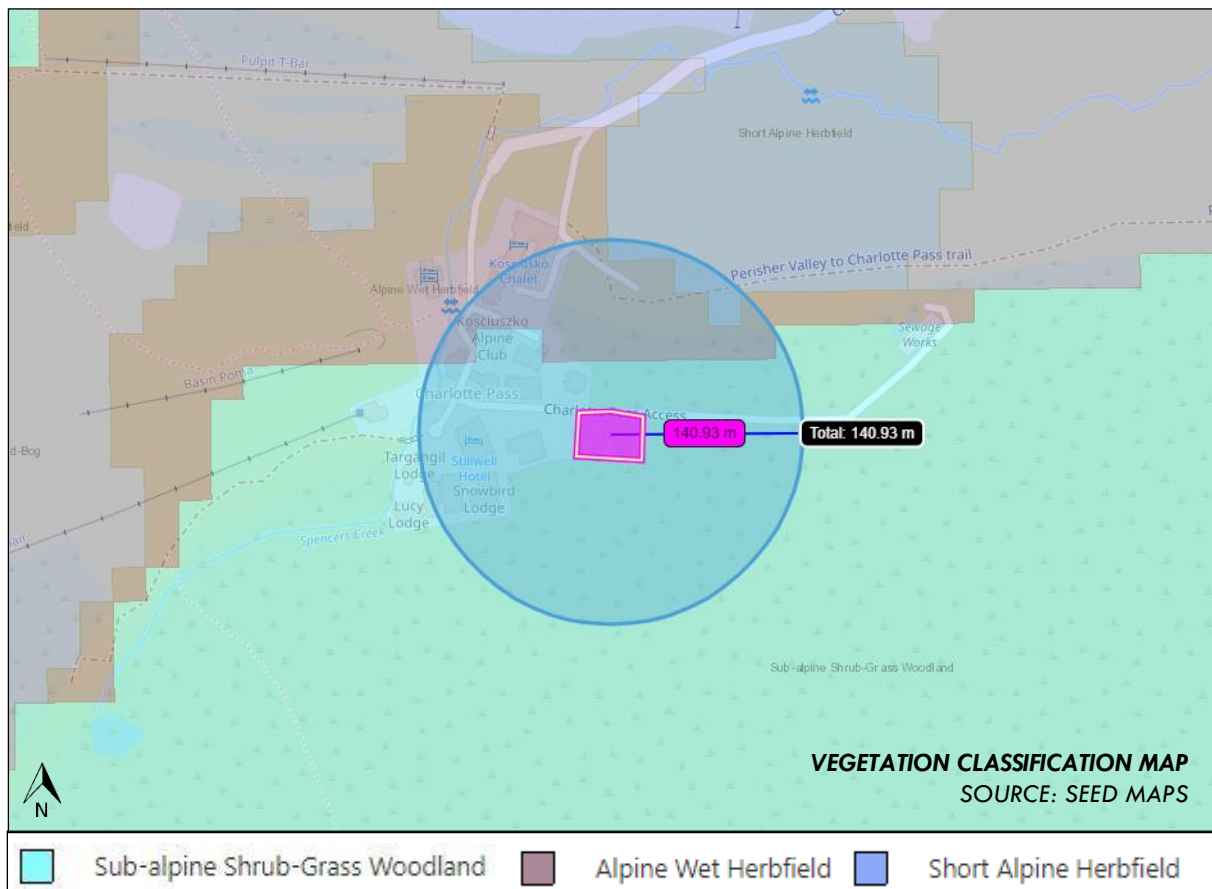 Pulpit T-Bar
Short Alpine Herbfield
Perisher Valley to Charlotte Pass trail
Kosciusko
Chalet
Alpine Wet Herbfield
Kosciuszko
Alpine
Club
Sewage
Works
Basin Poma
Charlotte Pass
Access
140.93 m
Total: 140.93 m
Targangil
Lodge
Stillwell
Hotel
Snowbird
Lodge
Lucy
Lodge
d-Bog
Spencers Creek
Sub-alpine Shrub-Grass Woodland
VEGETATION CLASSIFICATION MAP
SOURCE: SEED MAPS
N
Sub-alpine Shrub-Grass Woodland
Alpine Wet Herbfield
Short Alpine Herbfield